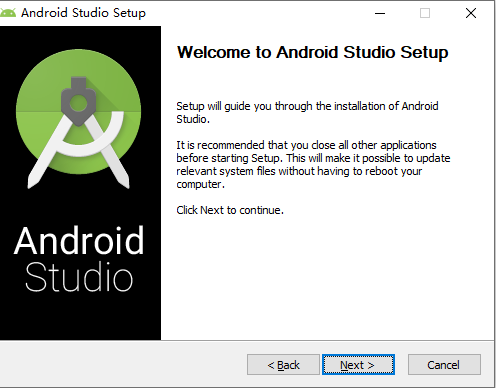 Android Studio Setup
Welcome to Android Studio Setup
Setup will guide you through the installation of Android
Studio.
It is recommended that you close all other applications
before starting Setup. This will make it possible to update
relevant system files without having to reboot your
computer.
Click Next to continue.
Android
Studio
< Back
Next >
Cancel